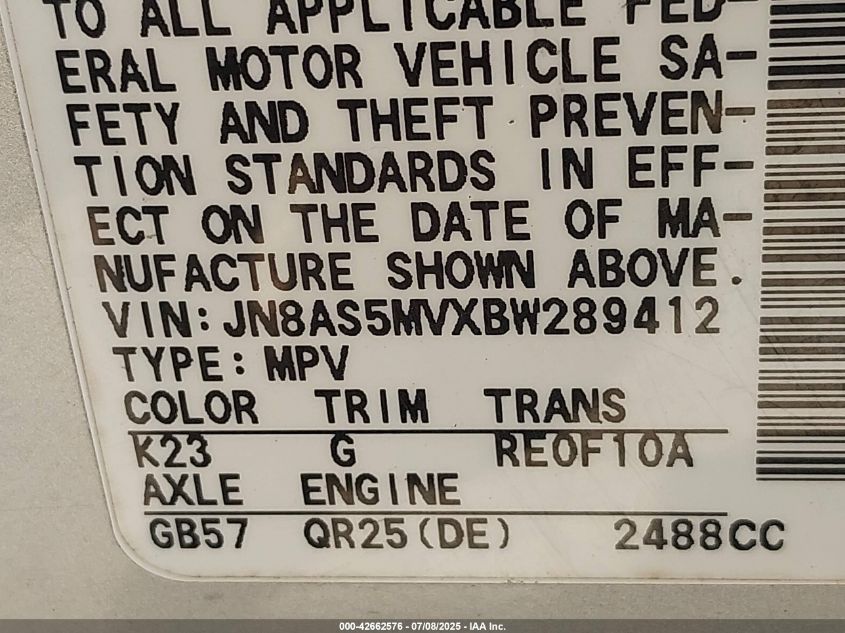 TO ALL APPLICABLE FED-
ERAL MOTOR VEHICLE SA-
FETY AND THEFT PREVEN-
TION STANDARDS IN EFF-
ECT ON THE DATE OF MA-
NUFACTURE SHOWN ABOVE.
VIN:JN8AS5MVXBW289412
TYPE:MPV
COLOR TRIM TRANS
K23 G RE0F10A
AXLE ENGINE
GB57 QR25(DE) 2488CC
000-42662576 - 07/08/2025 - IAA Inc.